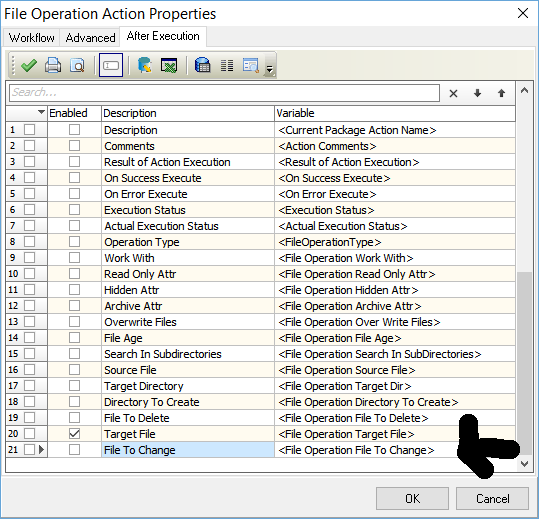 File Operation Action Properties
Workflow Advanced After Execution
Search...
Enabled Description Variable
1 Description <Current Package Action Name>
2 Comments <Action Comments>
3 Result of Action Execution <Result of Action Execution>
4 On Success Execute <On Success Execute>
5 On Error Execute <On Error Execute>
6 Execution Status <Execution Status>
7 Actual Execution Status <Actual Execution Status>
8 Operation Type <FileOperationType>
9 Work With <File Operation Work With>
10 Read Only Attr <File Operation Read Only Attr>
11 Hidden Attr <File Operation Hidden Attr>
12 Archive Attr <File Operation Archive Attr>
13 Overwrite Files <File Operation Over Write Files>
14 File Age <File Operation File Age>
15 Search In Subdirectories <File Operation Search In SubDirectories>
16 Source File <File Operation Source File>
17 Target Directory <File Operation Target Dir>
18 Directory To Create <File Operation Directory To Create>
19 File To Delete <File Operation File To Delete>
20 Target File <File Operation Target File>
21 File To Change <File Operation File To Change>
OK Cancel